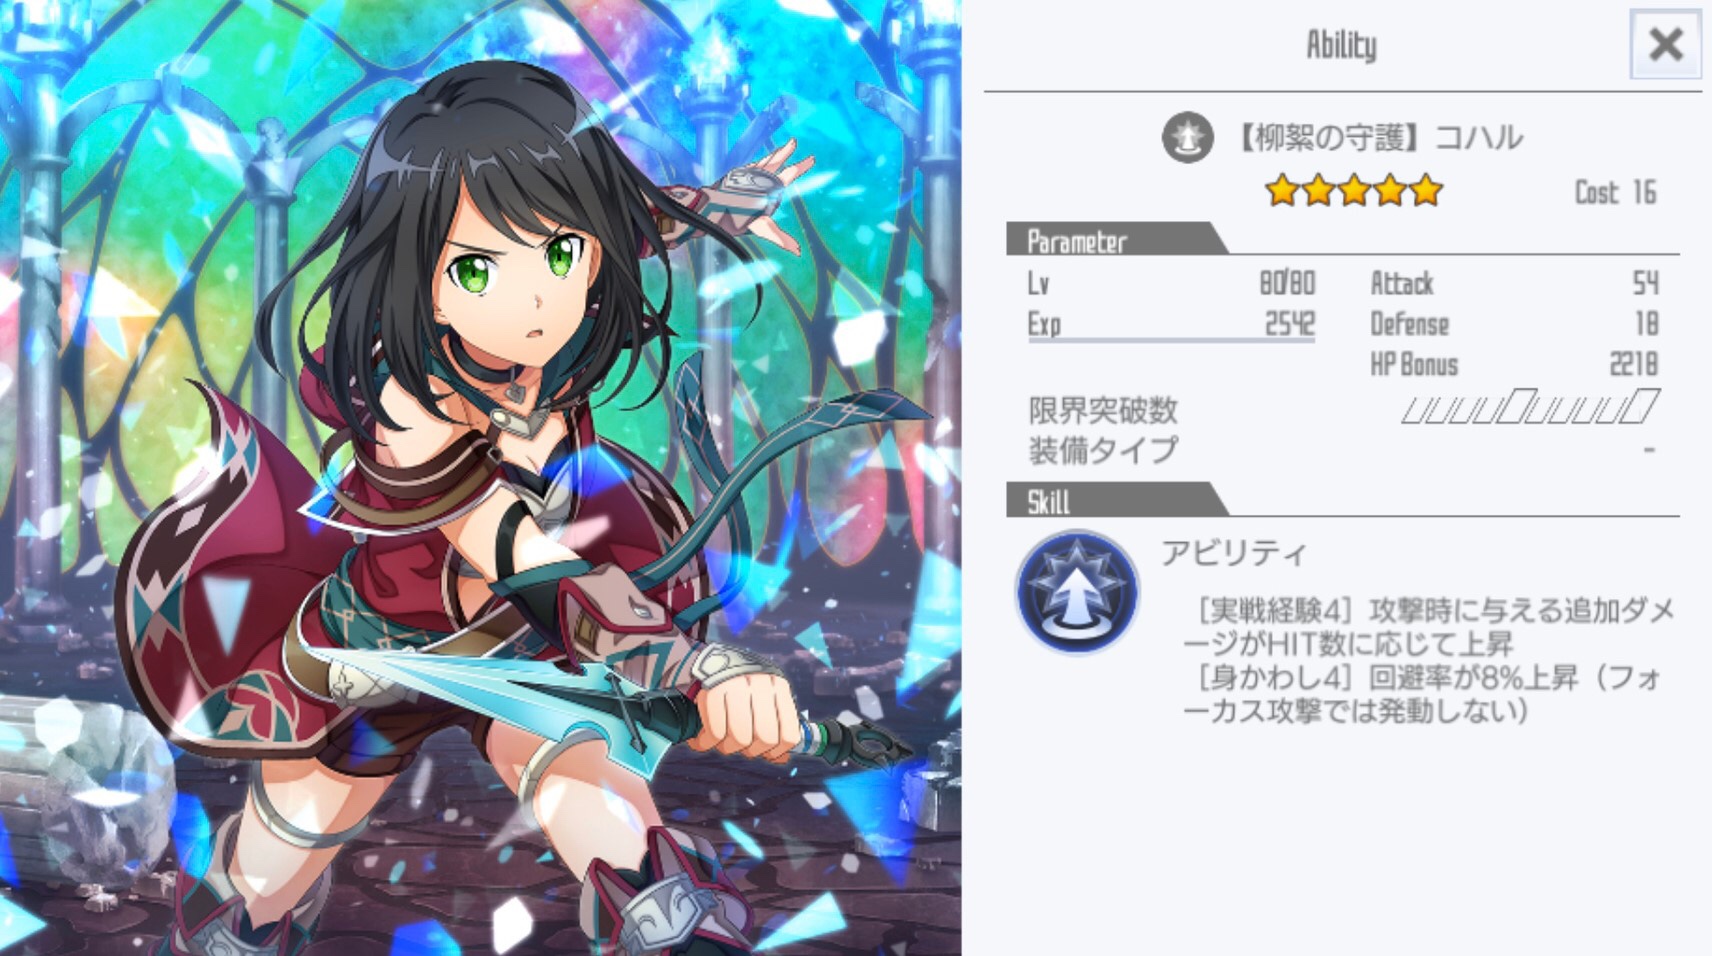 Ability
【柳絮の守護】コハル
Cost 16
Parameter
Lv 80/80
Exp 2542
Attack 54
Defense 18
HP Bonus 2218
限界突破数
装備タイプ -
Skill
アビリティ
［実戦経験4］攻撃時に与える追加ダメ
ージがHIT数に応じて上昇
［身かわし4］回避率が8%上昇（フォ
ーカス攻撃では発動しない）